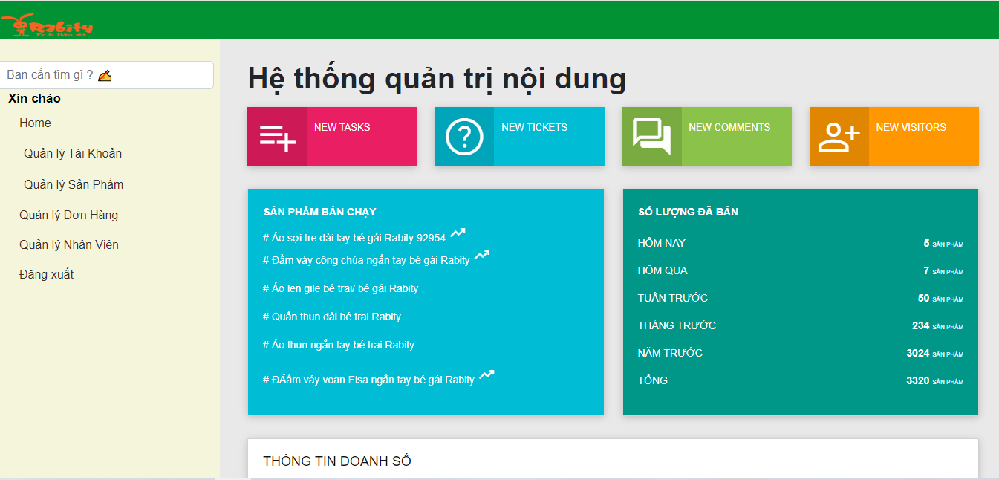 Rabity
Bạn cần tìm gì ? ✍
Xin chào
Home
Quản lý Tài Khoản
Quản lý Sản Phẩm
Quản lý Đơn Hàng
Quản lý Nhân Viên
Đăng xuất
Hệ thống quản trị nội dung
NEW TASKS
NEW TICKETS
NEW COMMENTS
NEW VISITORS
SẢN PHẨM BÁN CHẠY
# Áo sợi tre dài tay bé gái Rabity 92954
# Đầm váy công chúa ngắn tay bé gái Rabity
# Áo len gile bé trai/ bé gái Rabity
# Quần thun dài bé trai Rabity
# Áo thun ngắn tay bé trai Rabity
# ĐÃầm váy voan Elsa ngắn tay bé gái Rabity
SỐ LƯỢNG ĐÃ BÁN
HÔM NAY 5 SẢN PHẨM
HÔM QUA 7 SẢN PHẨM
TUẦN TRƯỚC 50 SẢN PHẨM
THÁNG TRƯỚC 234 SẢN PHẨM
NĂM TRƯỚC 3024 SẢN PHẨM
TỔNG 3320 SẢN PHẨM
THÔNG TIN DOANH SỐ